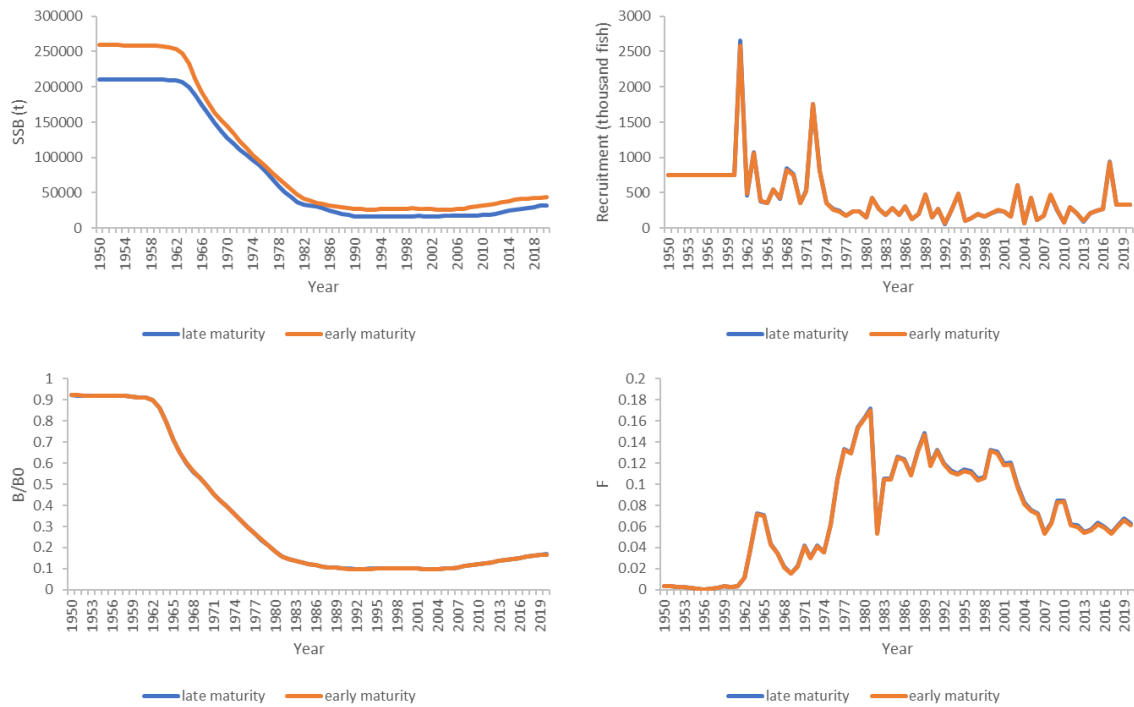 300000
250000
200000
150000
100000
50000
0
SSB (t)
1950 1954 1958 1962 1966 1970 1974 1978 1982 1986 1990 1994 1998 2002 2006 2010 2014 2018
Year
late maturity early maturity
3000
2500
2000
1500
1000
500
0
Recruitment (thousand fish)
1950 1953 1956 1959 1962 1965 1968 1971 1974 1977 1980 1983 1986 1989 1992 1995 1998 2001 2004 2007 2010 2013 2016 2019
Year
late maturity early maturity
1
0.9
0.8
0.7
0.6
0.5
0.4
0.3
0.2
0.1
0
B/B0
1950 1953 1956 1959 1962 1965 1968 1971 1974 1977 1980 1983 1986 1989 1992 1995 1998 2001 2004 2007 2010 2013 2016 2019
Year
late maturity early maturity
0.2
0.18
0.16
0.14
0.12
0.1
0.08
0.06
0.04
0.02
0
F
1950 1953 1956 1959 1962 1965 1968 1971 1974 1977 1980 1983 1986 1989 1992 1995 1998 2001 2004 2007 2010 2013 2016 2019
Year
late maturity early maturity